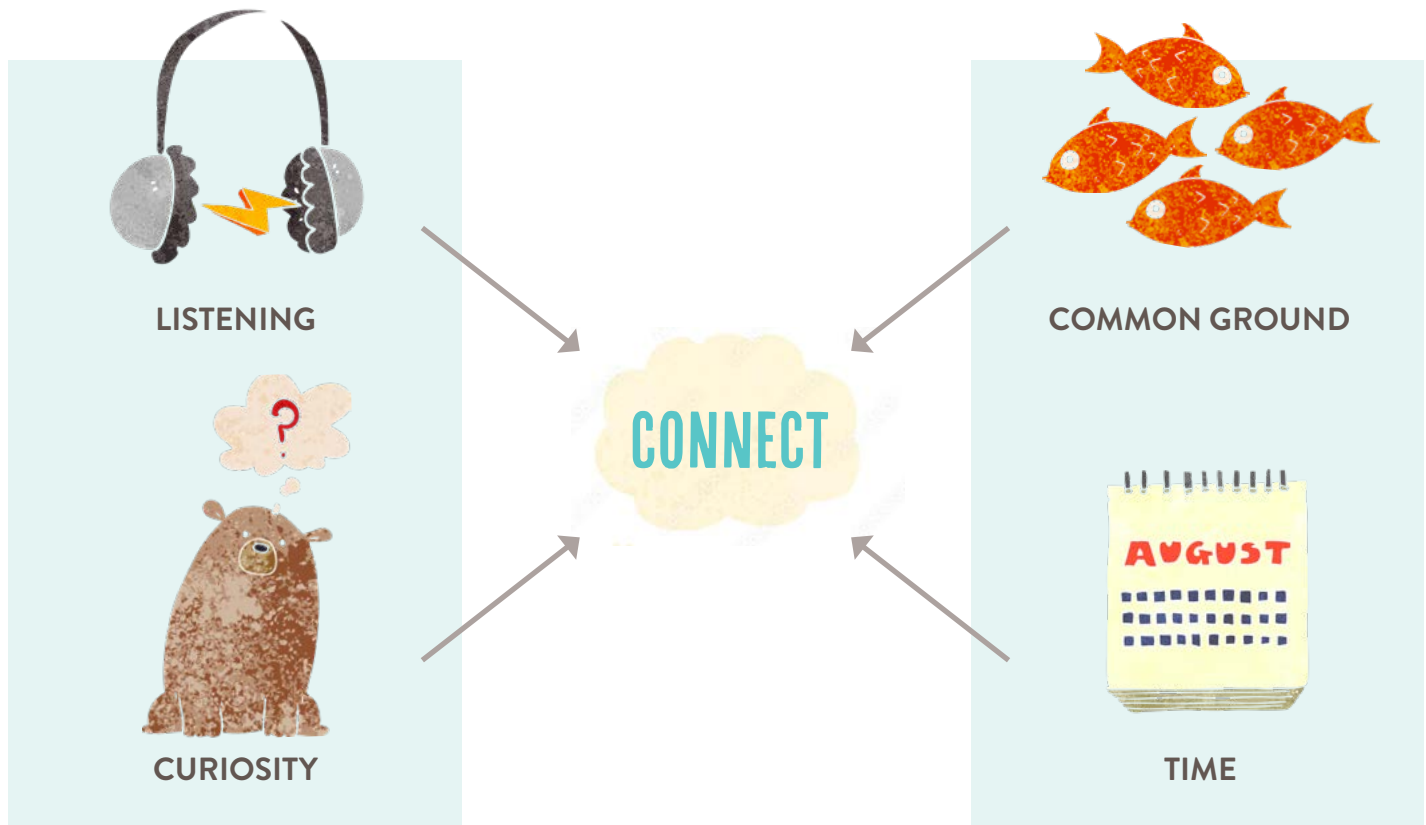 LISTENING
COMMON GROUND
?
CONNECT
AUGUST
CURIOSITY
TIME